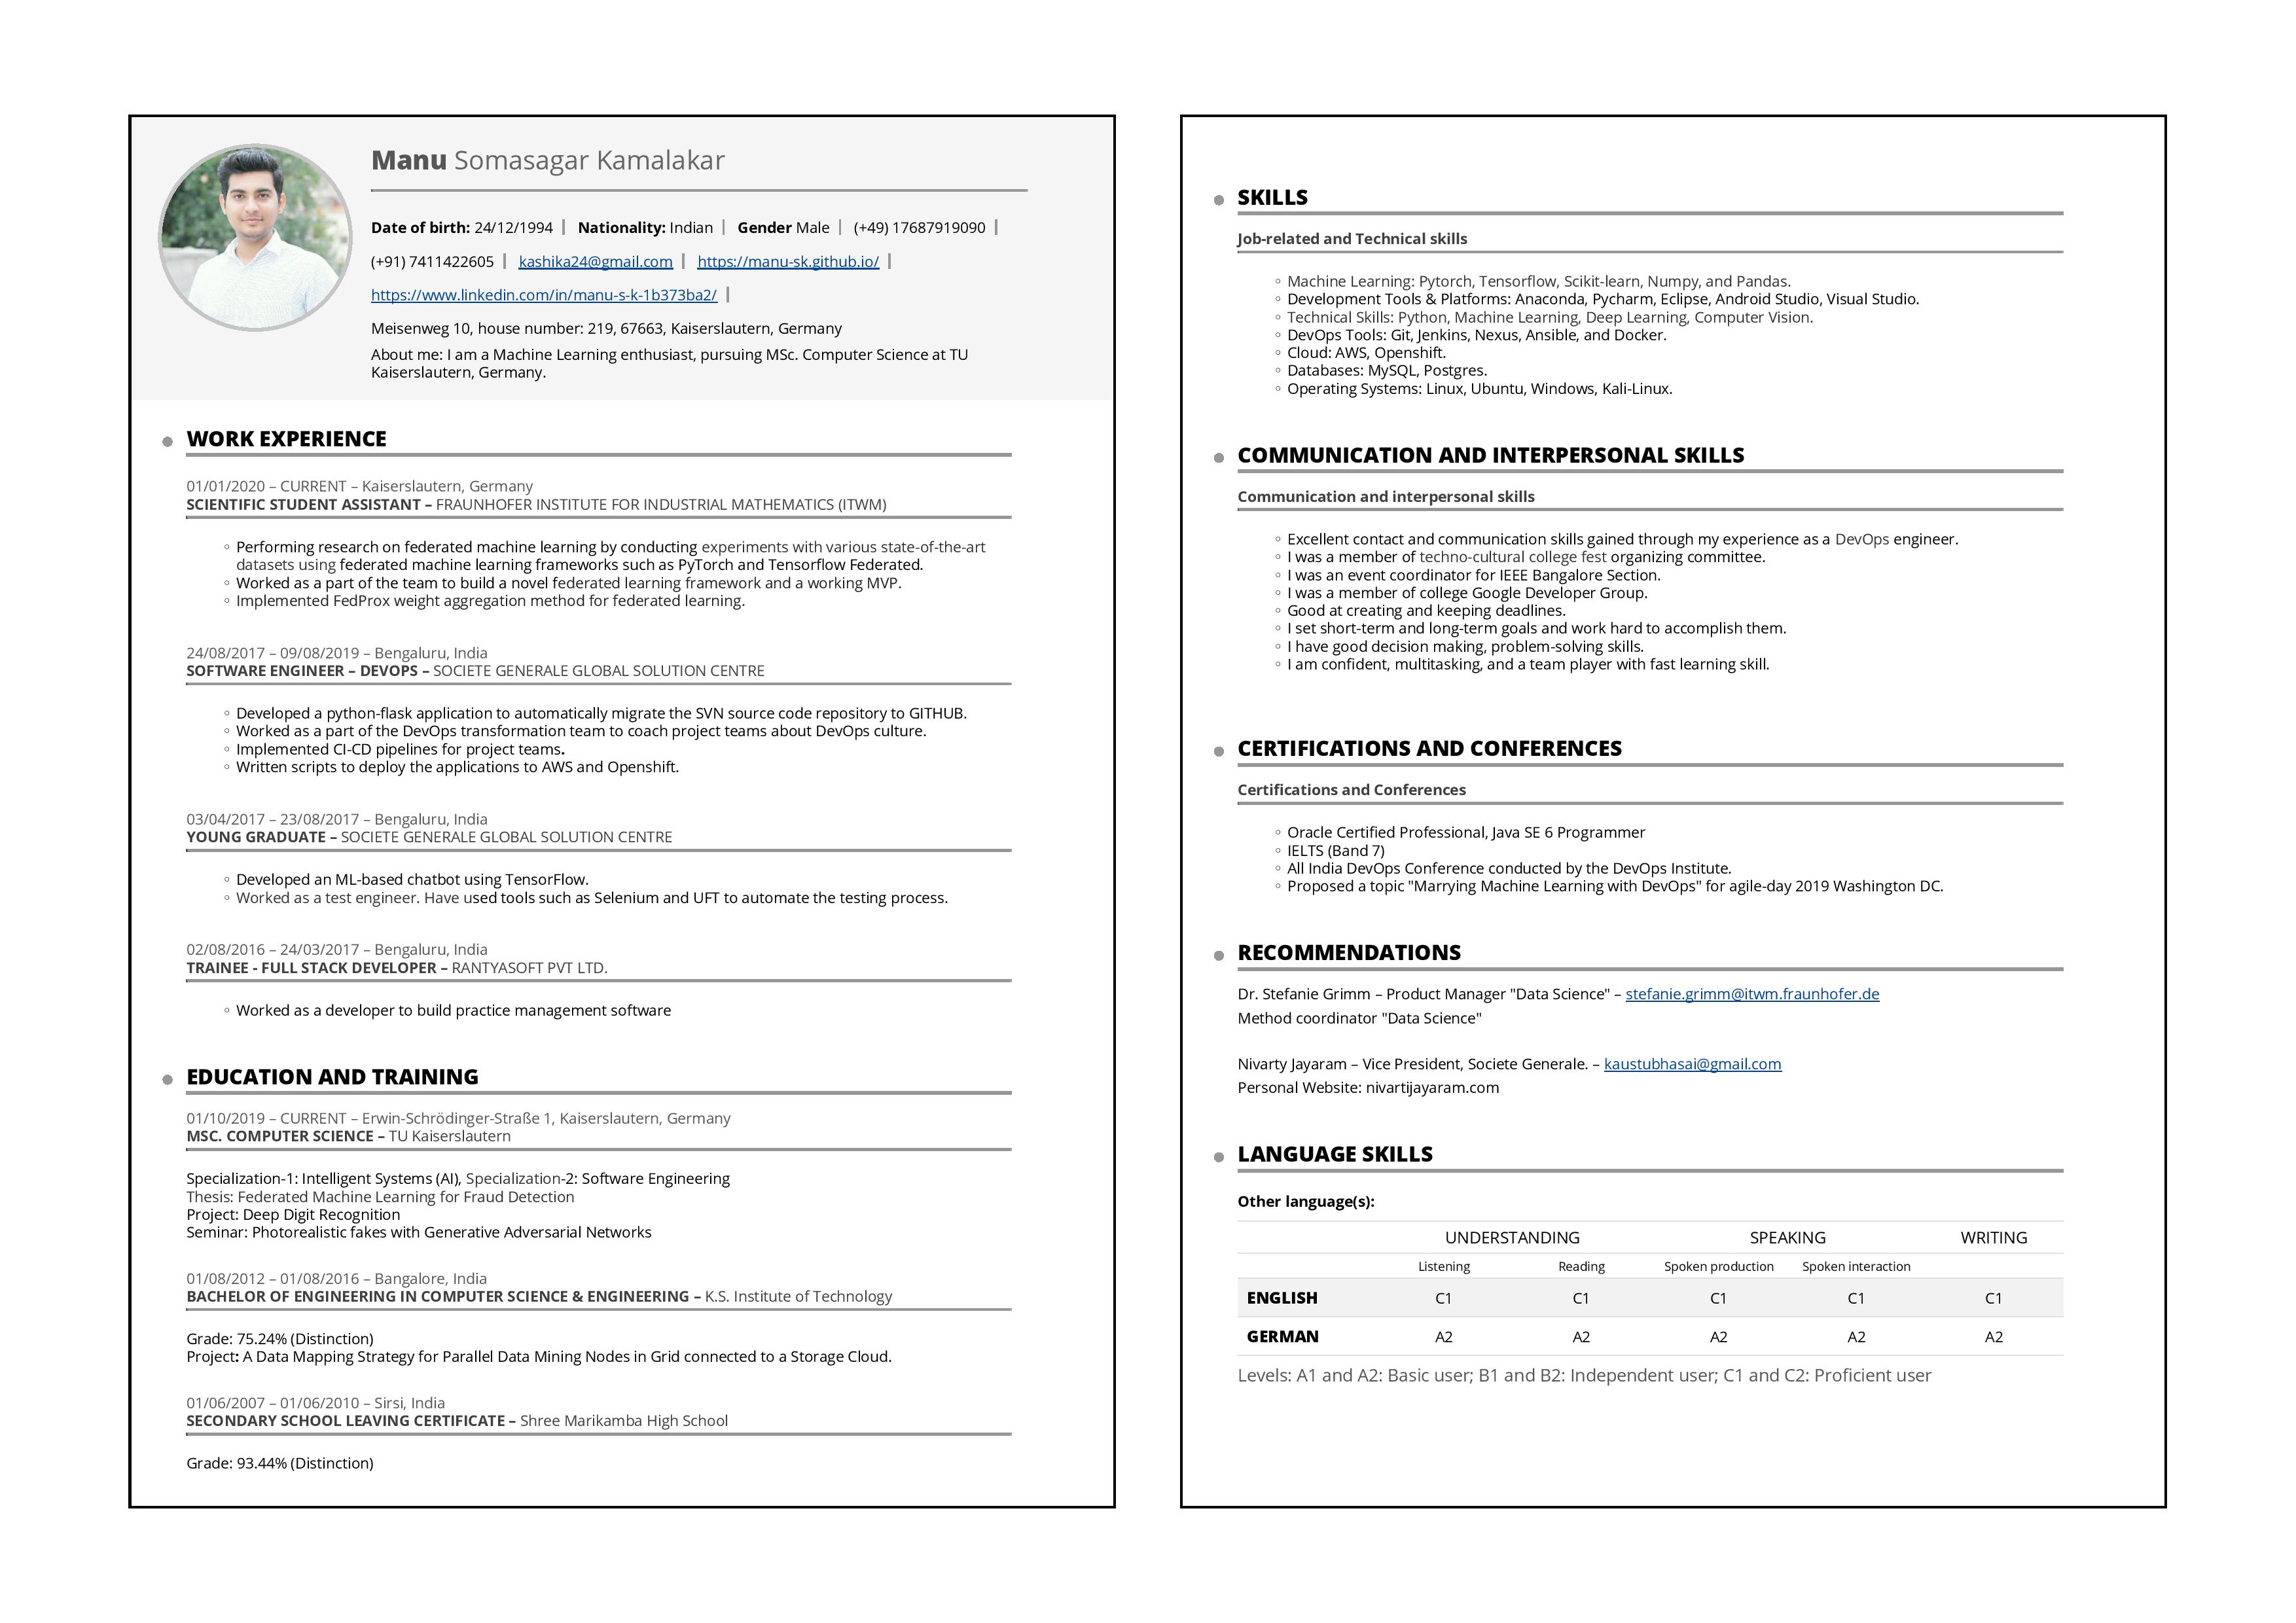 Manu Somasagar Kamalakar
Date of birth: 24/12/1994 | Nationality: Indian | Gender Male | (+49) 17687919090 |
(+91) 7411422605 | kashika24@gmail.com | https://manu-sk.github.io/ |
https://www.linkedin.com/in/manu-s-k-1b373ba2/ |
Meisenweg 10, house number: 219, 67663, Kaiserslautern, Germany
About me: I am a Machine Learning enthusiast, pursuing MSc. Computer Science at TU
Kaiserslautern, Germany.
WORK EXPERIENCE
01/01/2020 – CURRENT – Kaiserslautern, Germany
SCIENTIFIC STUDENT ASSISTANT – FRAUNHOFER INSTITUTE FOR INDUSTRIAL MATHEMATICS (ITWM)
◦ Performing research on federated machine learning by conducting experiments with various state-of-the-art
datasets using federated machine learning frameworks such as PyTorch and Tensorflow Federated.
◦ Worked as a part of the team to build a novel federated learning framework and a working MVP.
◦ Implemented FedProx weight aggregation method for federated learning.
24/08/2017 – 09/08/2019 – Bengaluru, India
SOFTWARE ENGINEER – DEVOPS – SOCIETE GENERALE GLOBAL SOLUTION CENTRE
◦ Developed a python-flask application to automatically migrate the SVN source code repository to GITHUB.
◦ Worked as a part of the DevOps transformation team to coach project teams about DevOps culture.
◦ Implemented CI-CD pipelines for project teams.
◦ Written scripts to deploy the applications to AWS and Openshift.
03/04/2017 – 23/08/2017 – Bengaluru, India
YOUNG GRADUATE – SOCIETE GENERALE GLOBAL SOLUTION CENTRE
◦ Developed an ML-based chatbot using TensorFlow.
◦ Worked as a test engineer. Have used tools such as Selenium and UFT to automate the testing process.
02/08/2016 – 24/03/2017 – Bengaluru, India
TRAINEE - FULL STACK DEVELOPER – RANTYASOFT PVT LTD.
◦ Worked as a developer to build practice management software
EDUCATION AND TRAINING
01/10/2019 – CURRENT – Erwin-Schrödinger-Straße 1, Kaiserslautern, Germany
MSC. COMPUTER SCIENCE – TU Kaiserslautern
Specialization-1: Intelligent Systems (AI), Specialization-2: Software Engineering
Thesis: Federated Machine Learning for Fraud Detection
Project: Deep Digit Recognition
Seminar: Photorealistic fakes with Generative Adversarial Networks
01/08/2012 – 01/08/2016 – Bangalore, India
BACHELOR OF ENGINEERING IN COMPUTER SCIENCE & ENGINEERING – K.S. Institute of Technology
Grade: 75.24% (Distinction)
Project: A Data Mapping Strategy for Parallel Data Mining Nodes in Grid connected to a Storage Cloud.
01/06/2007 – 01/06/2010 – Sirsi, India
SECONDARY SCHOOL LEAVING CERTIFICATE – Shree Marikamba High School
Grade: 93.44% (Distinction)
SKILLS
Job-related and Technical skills
◦ Machine Learning: Pytorch, Tensorflow, Scikit-learn, Numpy, and Pandas.
◦ Development Tools & Platforms: Anaconda, Pycharm, Eclipse, Android Studio, Visual Studio.
◦ Technical Skills: Python, Machine Learning, Deep Learning, Computer Vision.
◦ DevOps Tools: Git, Jenkins, Nexus, Ansible, and Docker.
◦ Cloud: AWS, Openshift.
◦ Databases: MySQL, Postgres.
◦ Operating Systems: Linux, Ubuntu, Windows, Kali-Linux.
COMMUNICATION AND INTERPERSONAL SKILLS
Communication and interpersonal skills
◦ Excellent contact and communication skills gained through my experience as a DevOps engineer.
◦ I was a member of techno-cultural college fest organizing committee.
◦ I was an event coordinator for IEEE Bangalore Section.
◦ I was a member of college Google Developer Group.
◦ Good at creating and keeping deadlines.
◦ I set short-term and long-term goals and work hard to accomplish them.
◦ I have good decision making, problem-solving skills.
◦ I am confident, multitasking, and a team player with fast learning skill.
CERTIFICATIONS AND CONFERENCES
Certifications and Conferences
◦ Oracle Certified Professional, Java SE 6 Programmer
◦ IELTS (Band 7)
◦ All India DevOps Conference conducted by the DevOps Institute.
◦ Proposed a topic "Marrying Machine Learning with DevOps" for agile-day 2019 Washington DC.
RECOMMENDATIONS
Dr. Stefanie Grimm – Product Manager "Data Science" – stefanie.grimm@itwm.fraunhofer.de
Method coordinator "Data Science"
Nivarty Jayaram – Vice President, Societe Generale. – kaustubhasai@gmail.com
Personal Website: nivartijayaram.com
LANGUAGE SKILLS
Other language(s):
UNDERSTANDING SPEAKING WRITING
Listening Reading Spoken production Spoken interaction
ENGLISH C1 C1 C1 C1 C1
GERMAN A2 A2 A2 A2 A2
Levels: A1 and A2: Basic user; B1 and B2: Independent user; C1 and C2: Proficient user